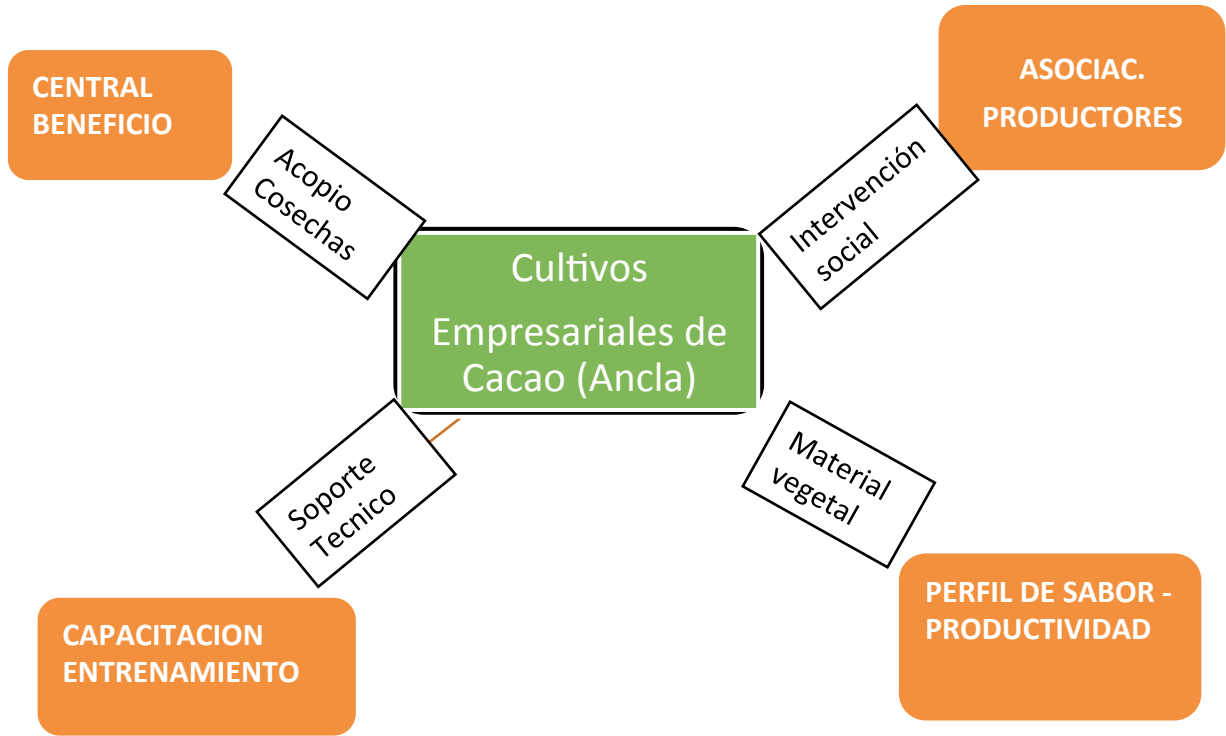 CENTRAL
BENEFICIO
ASOCIAC.
PRODUCTORES
Acopio
Cosechas
Intervención
social
Cultivos
Empresariales de
Cacao (Ancla)
Soporte
Tecnico
Material
vegetal
CAPACITACION
ENTRENAMIENTO
PERFIL DE SABOR -
PRODUCTIVIDAD